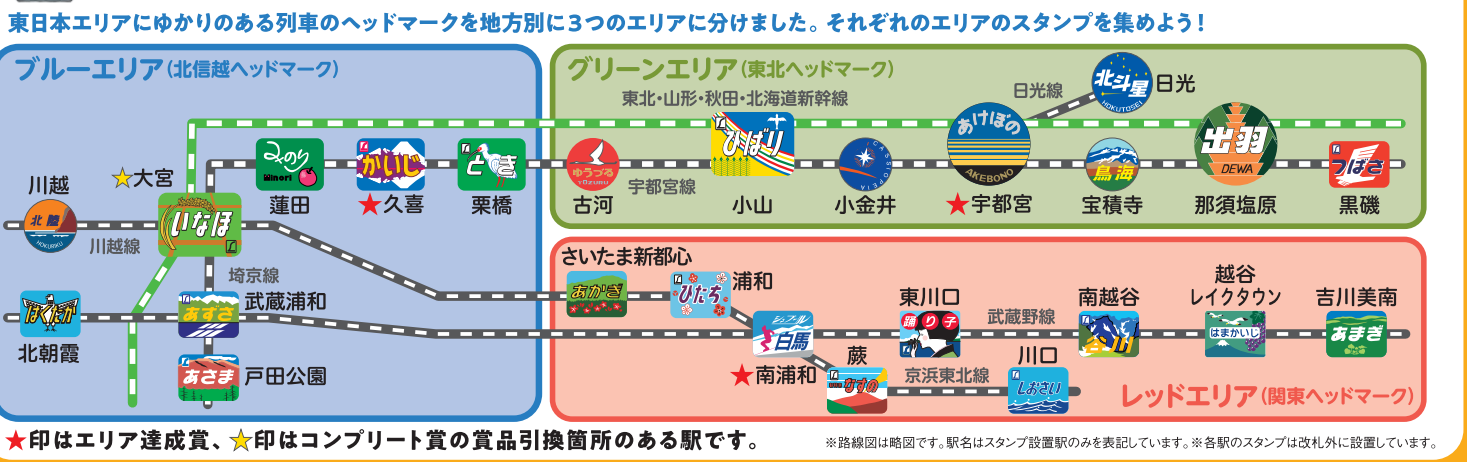 東日本エリアにゆかりのある列車のヘッドマークを地方別に3つのエリアに分けました。それぞれのエリアのスタンプを集めよう！
ブルーエリア（北信越ヘッドマーク）
川越
北陸
HOKURIKU
川越線
☆大宮
いなほ
みのり
Minori
蓮田
かいじ
★久喜
とき
栗橋
埼京線
はくたか
北朝霞
あずさ
武蔵浦和
あさま
戸田公園
グリーンエリア（東北ヘッドマーク）
東北・山形・秋田・北海道新幹線
ゆうづる
YŪZURU
古河
宇都宮線
ひばり
小山
CASSIOPEIA
小金井
あけぼの
AKEBONO
★宇都宮
日光線
北斗星
HOKUTOSEI
日光
鳥海
宝積寺
出羽
DEWA
那須塩原
つばさ
黒磯
さいたま新都心
あかぎ
ひたち
浦和
シュプール
白馬
★南浦和
蕨
なすの
京浜東北線
川口
しおさい
東川口
踊り子
武蔵野線
南越谷
谷川
越谷
レイクタウン
はまかいじ
吉川美南
あまぎ
レッドエリア（関東ヘッドマーク）
★印はエリア達成賞、☆印はコンプリート賞の賞品引換箇所のある駅です。
※路線図は略図です。駅名はスタンプ設置駅のみを表記しています。※各駅のスタンプは改札外に設置しています。